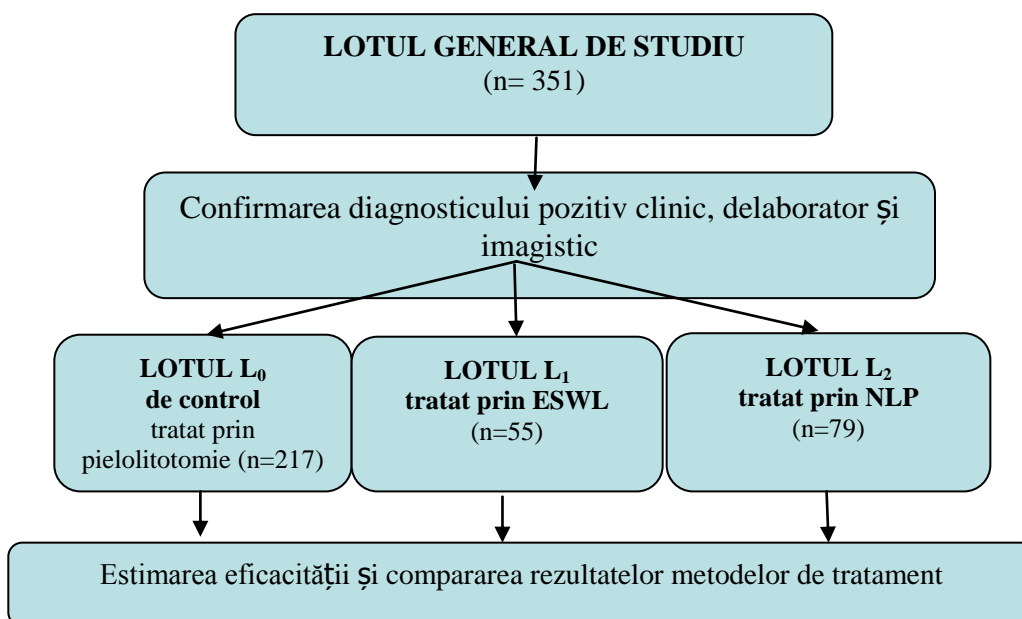 LOTUL GENERAL DE STUDIU
(n= 351)
Confirmarea diagnosticului pozitiv clinic, delaborator și
imagistic
LOTUL L₀
de control
tratat prin
pielolitotomie (n=217)
LOTUL L₁
tratat prin ESWL
(n=55)
LOTUL L₂
tratat prin NLP
(n=79)
Estimarea eficacității și compararea rezultatelor metodelor de tratament